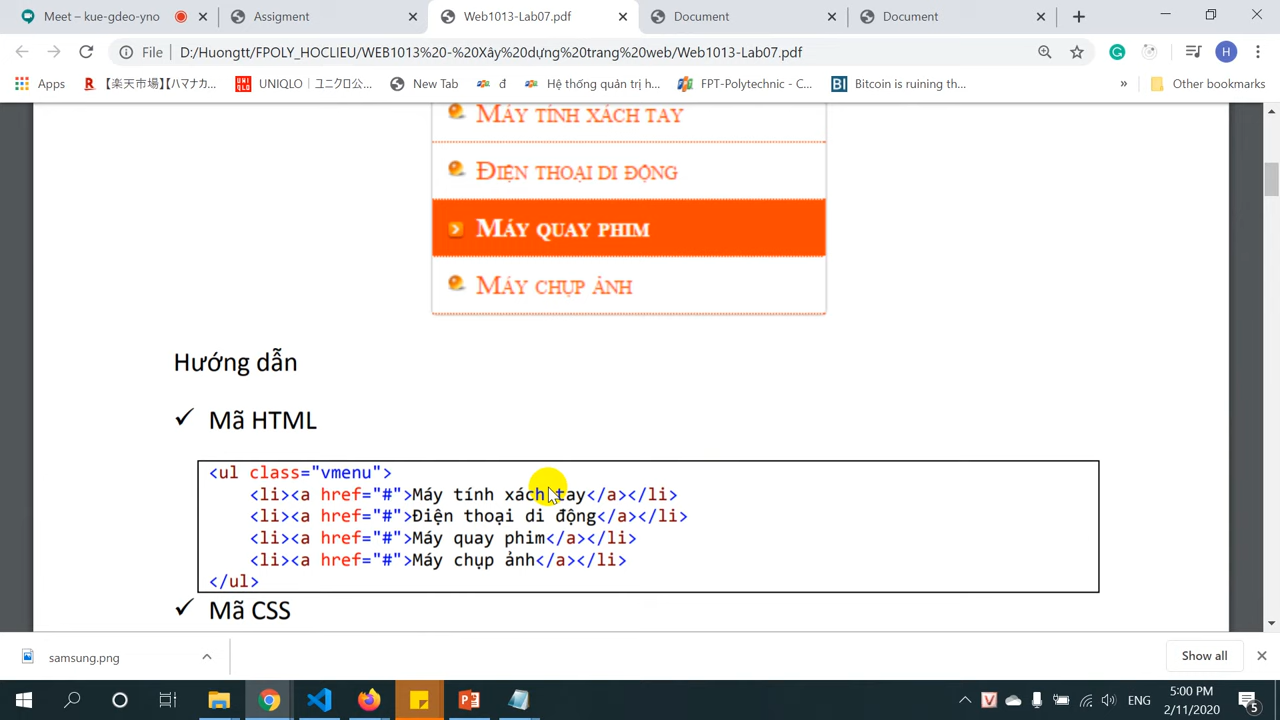 Meet – kue-gdeo-yno
Assigment
Web1013-Lab07.pdf
Document
Document
File
D:/Huongtt/FPOLY_HOCLIEU/WEB1013%20-%20Xây%20dựng%20trang%20web/Web1013-Lab07.pdf
H
Apps
【楽天市場】【ハマナカ...
UNIQLO｜ユニクロ公...
New Tab
đ
Hệ thống quản trị h...
FPT-Polytechnic - C...
BI
Bitcoin is ruining th...
»
Other bookmarks
MÁY TÍNH XÁCH TAY
ĐIỆN THOẠI DI ĐỘNG
MÁY QUAY PHIM
MÁY CHỤP ẢNH
Hướng dẫn
✓ Mã HTML
<ul class="vmenu">
<li><a href="#">Máy tính xách tay</a></li>
<li><a href="#">Điện thoại di động</a></li>
<li><a href="#">Máy quay phim</a></li>
<li><a href="#">Máy chụp ảnh</a></li>
</ul>
✓ Mã CSS
samsung.png
Show all
ENG
5:00 PM
2/11/2020
5